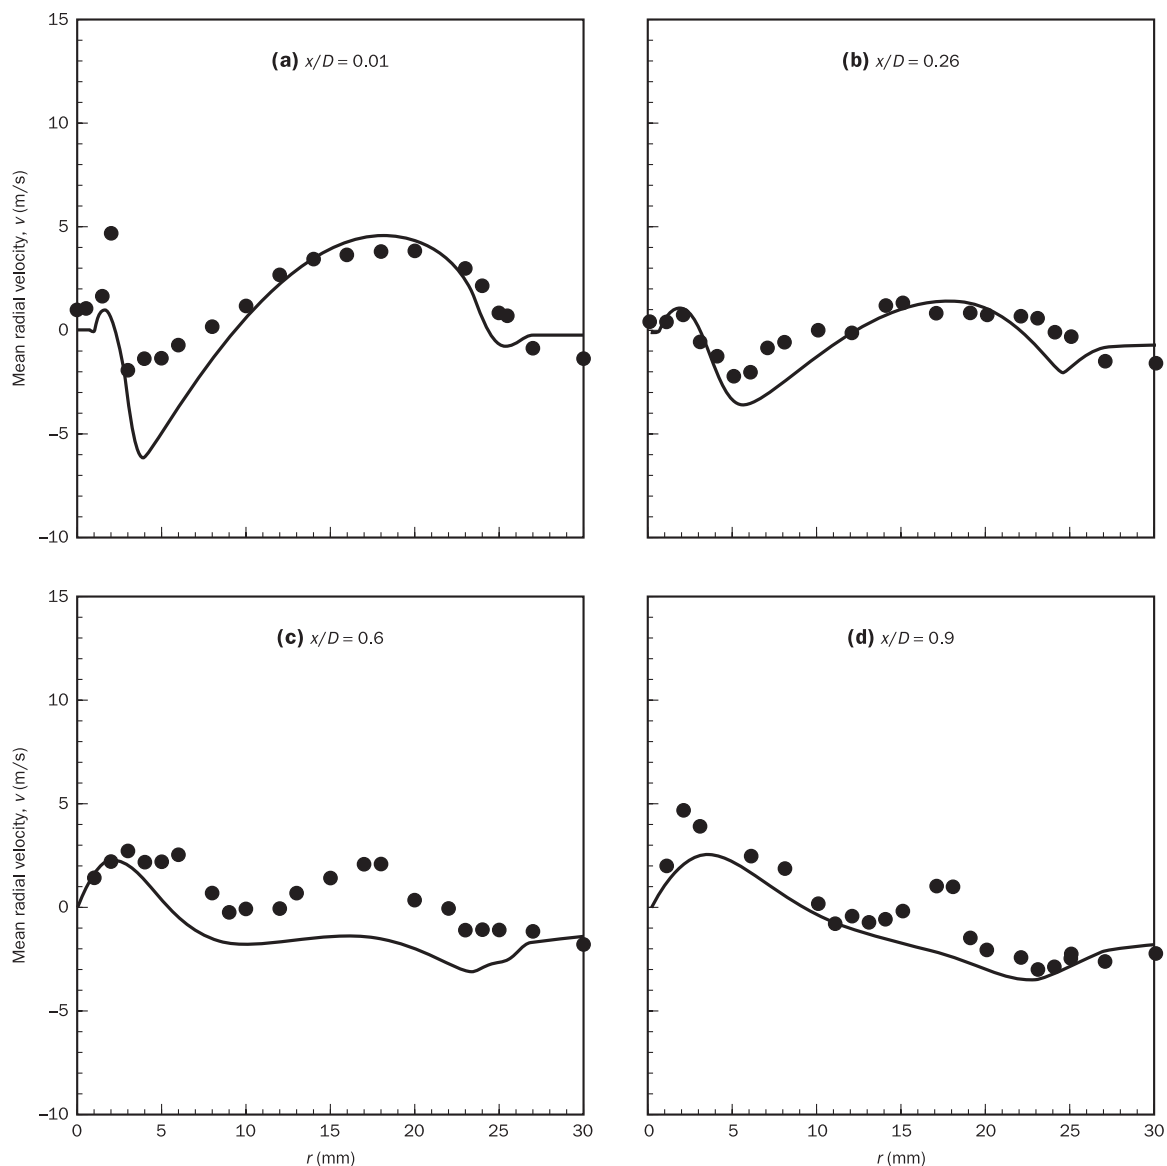 15
(a) x/D = 0.01
(b) x/D = 0.26
10
5
0
–5
–10
Mean radial velocity, v (m/s)
15
(c) x/D = 0.6
(d) x/D = 0.9
10
5
0
–5
–10
Mean radial velocity, v (m/s)
0 5 10 15 20 25 30
0 5 10 15 20 25 30
r (mm)
r (mm)